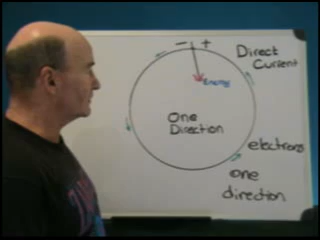 - +
Direct
Current
Energy
One
Direction
electrons
one
direction